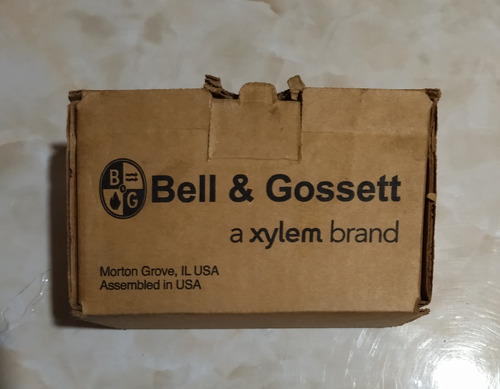 B G
Bell & Gossett
a xylem brand
Morton Grove, IL USA
Assembled in USA